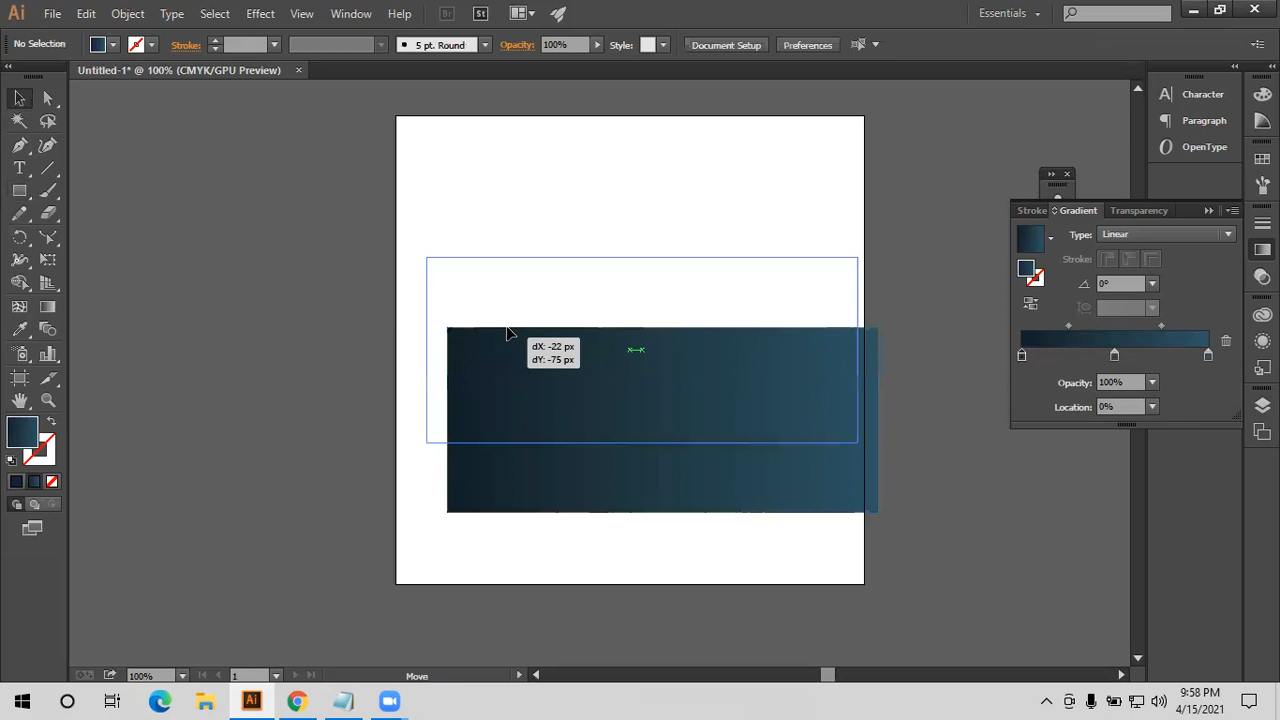 Ai File Edit Object Type Select Effect View Window Help Br St Essentials
No Selection Stroke: 5 pt. Round Opacity: 100% Style: Document Setup Preferences
Untitled-1* @ 100% (CMYK/GPU Preview)
Character
Paragraph
OpenType
Stroke Gradient Transparency
Type: Linear
Stroke:
0°
Opacity: 100%
Location: 0%
dX: -22 px
dY: -75 px
100% 1 Move
Ai
9:58 PM
4/15/2021